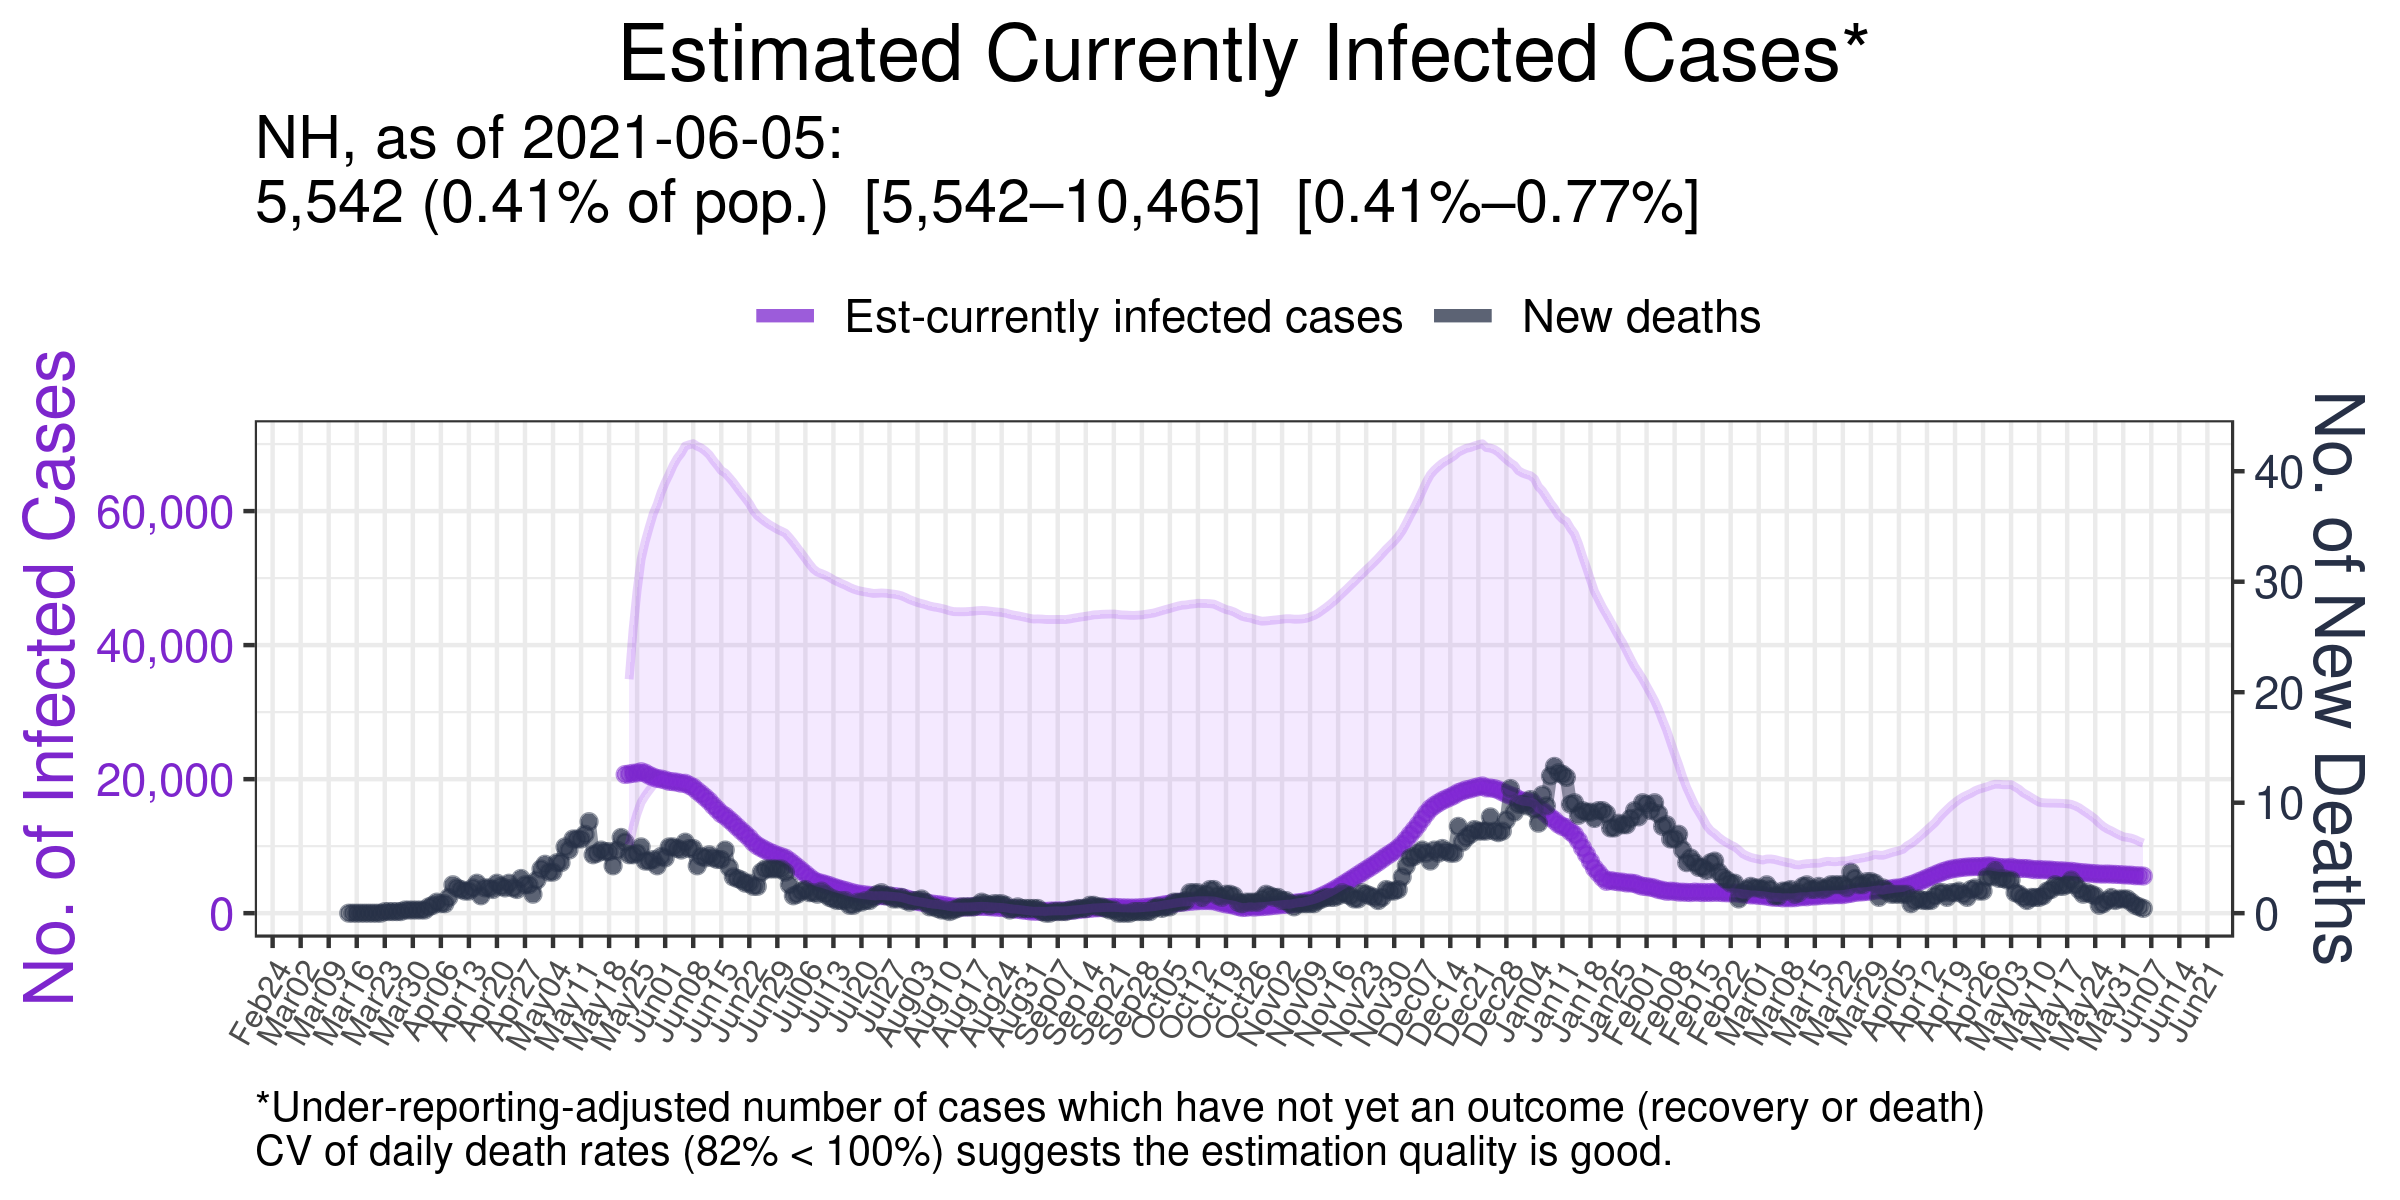 Estimated Currently Infected Cases*
NH, as of 2021-06-05:
5,542 (0.41% of pop.)  [5,542–10,465]  [0.41%–0.77%]
Est-currently infected cases
New deaths
No. of Infected Cases
60,000
40,000
20,000
0
40
30
20
10
0
No. of New Deaths
Feb24
Mar02
Mar09
Mar16
Mar23
Mar30
Apr06
Apr13
Apr20
Apr27
May04
May11
May18
May25
Jun01
Jun08
Jun15
Jun22
Jun29
Jul06
Jul13
Jul20
Jul27
Aug03
Aug10
Aug17
Aug24
Aug31
Sep07
Sep14
Sep21
Sep28
Oct05
Oct12
Oct19
Oct26
Nov02
Nov09
Nov16
Nov23
Nov30
Dec07
Dec14
Dec21
Dec28
Jan04
Jan11
Jan18
Jan25
Feb01
Feb08
Feb15
Feb22
Mar01
Mar08
Mar15
Mar22
Mar29
Apr05
Apr12
Apr19
Apr26
May03
May10
May17
May24
May31
Jun07
Jun14
Jun21
*Under-reporting-adjusted number of cases which have not yet an outcome (recovery or death)
CV of daily death rates (82% < 100%) suggests the estimation quality is good.